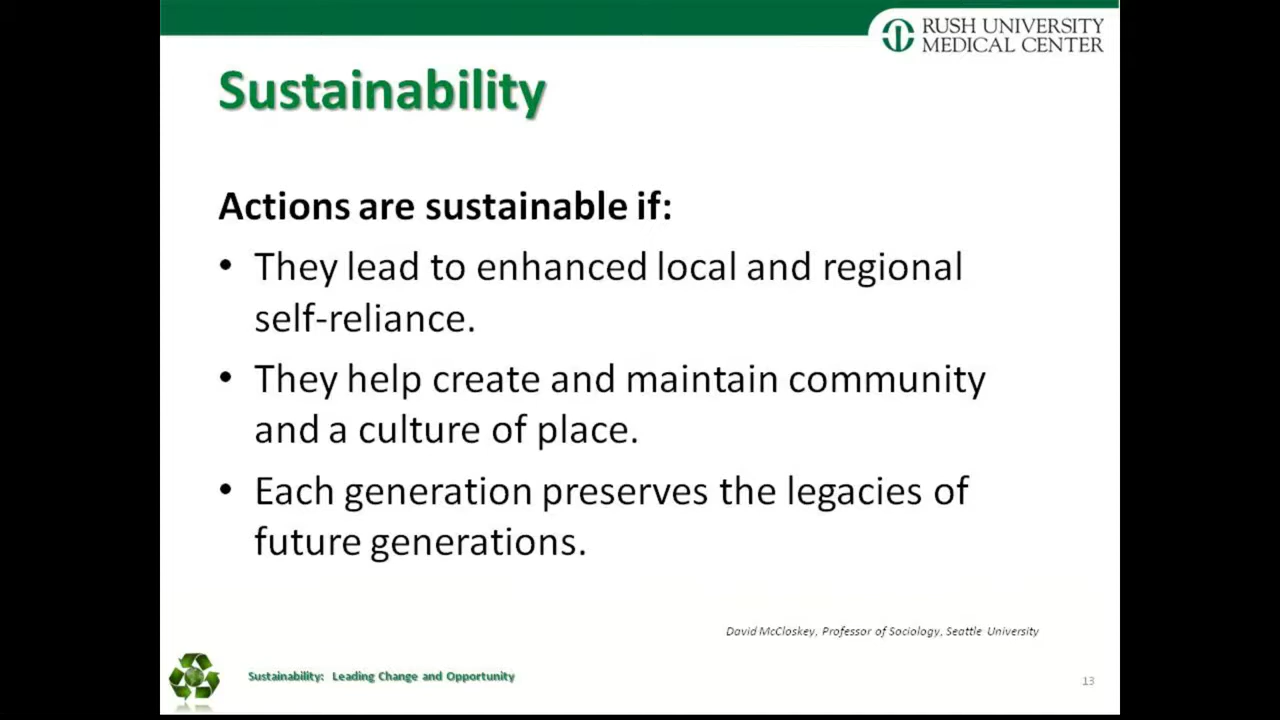 RUSH UNIVERSITY
MEDICAL CENTER
Sustainability
Actions are sustainable if:
• They lead to enhanced local and regional
self-reliance.
• They help create and maintain community
and a culture of place.
• Each generation preserves the legacies of
future generations.
David McCloskey, Professor of Sociology, Seattle University
Sustainability: Leading Change and Opportunity
13